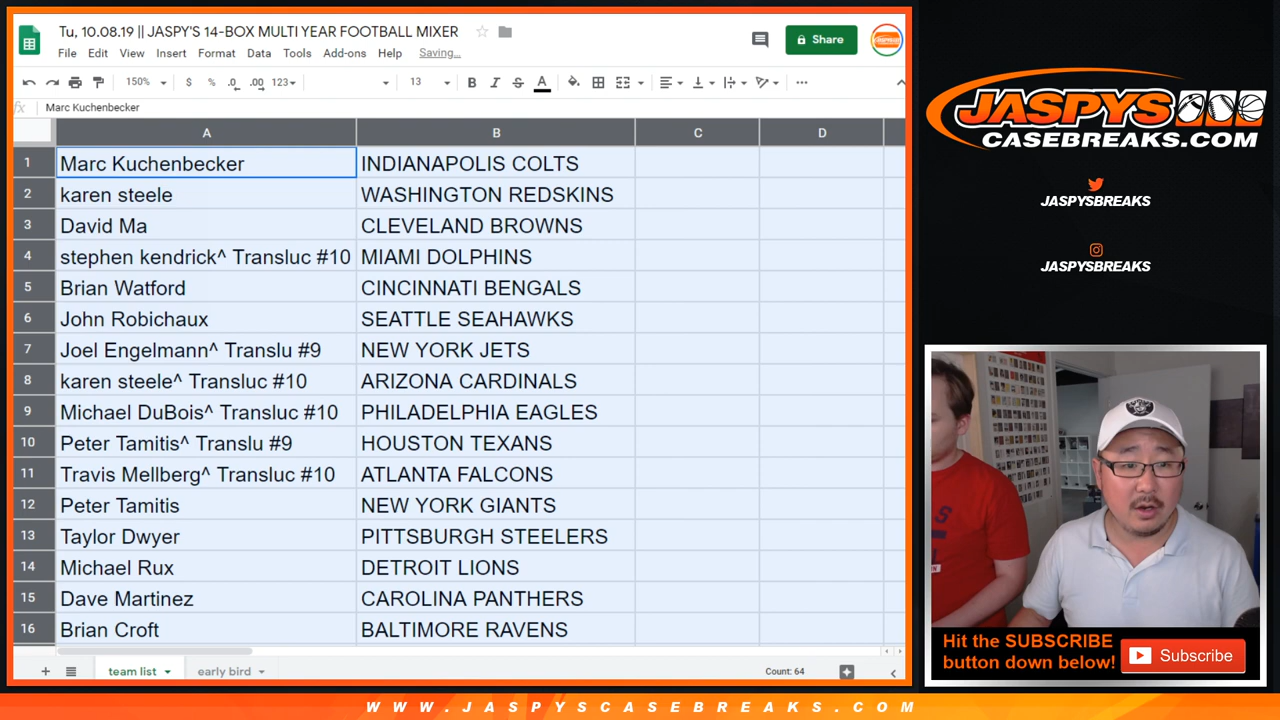 Tu, 10.08.19 || JASPY'S 14-BOX MULTI YEAR FOOTBALL MIXER
File Edit View Insert Format Data Tools Add-ons Help Saving...
Share
150% $ % .0 .00 123 13 B I S A
fx Marc Kuchenbecker
A B C D
1 Marc Kuchenbecker INDIANAPOLIS COLTS
2 karen steele WASHINGTON REDSKINS
3 David Ma CLEVELAND BROWNS
4 stephen kendrick^ Transluc #10 MIAMI DOLPHINS
5 Brian Watford CINCINNATI BENGALS
6 John Robichaux SEATTLE SEAHAWKS
7 Joel Engelmann^ Translu #9 NEW YORK JETS
8 karen steele^ Transluc #10 ARIZONA CARDINALS
9 Michael DuBois^ Transluc #10 PHILADELPHIA EAGLES
10 Peter Tamitis^ Translu #9 HOUSTON TEXANS
11 Travis Mellberg^ Transluc #10 ATLANTA FALCONS
12 Peter Tamitis NEW YORK GIANTS
13 Taylor Dwyer PITTSBURGH STEELERS
14 Michael Rux DETROIT LIONS
15 Dave Martinez CAROLINA PANTHERS
16 Brian Croft BALTIMORE RAVENS
team list early bird Count: 64
JASPYS
CASEBREAKS.COM
JASPYSBREAKS
JASPYSBREAKS
Hit the SUBSCRIBE
button down below!
Subscribe
WWW.JASPYSCASEBREAKS.COM